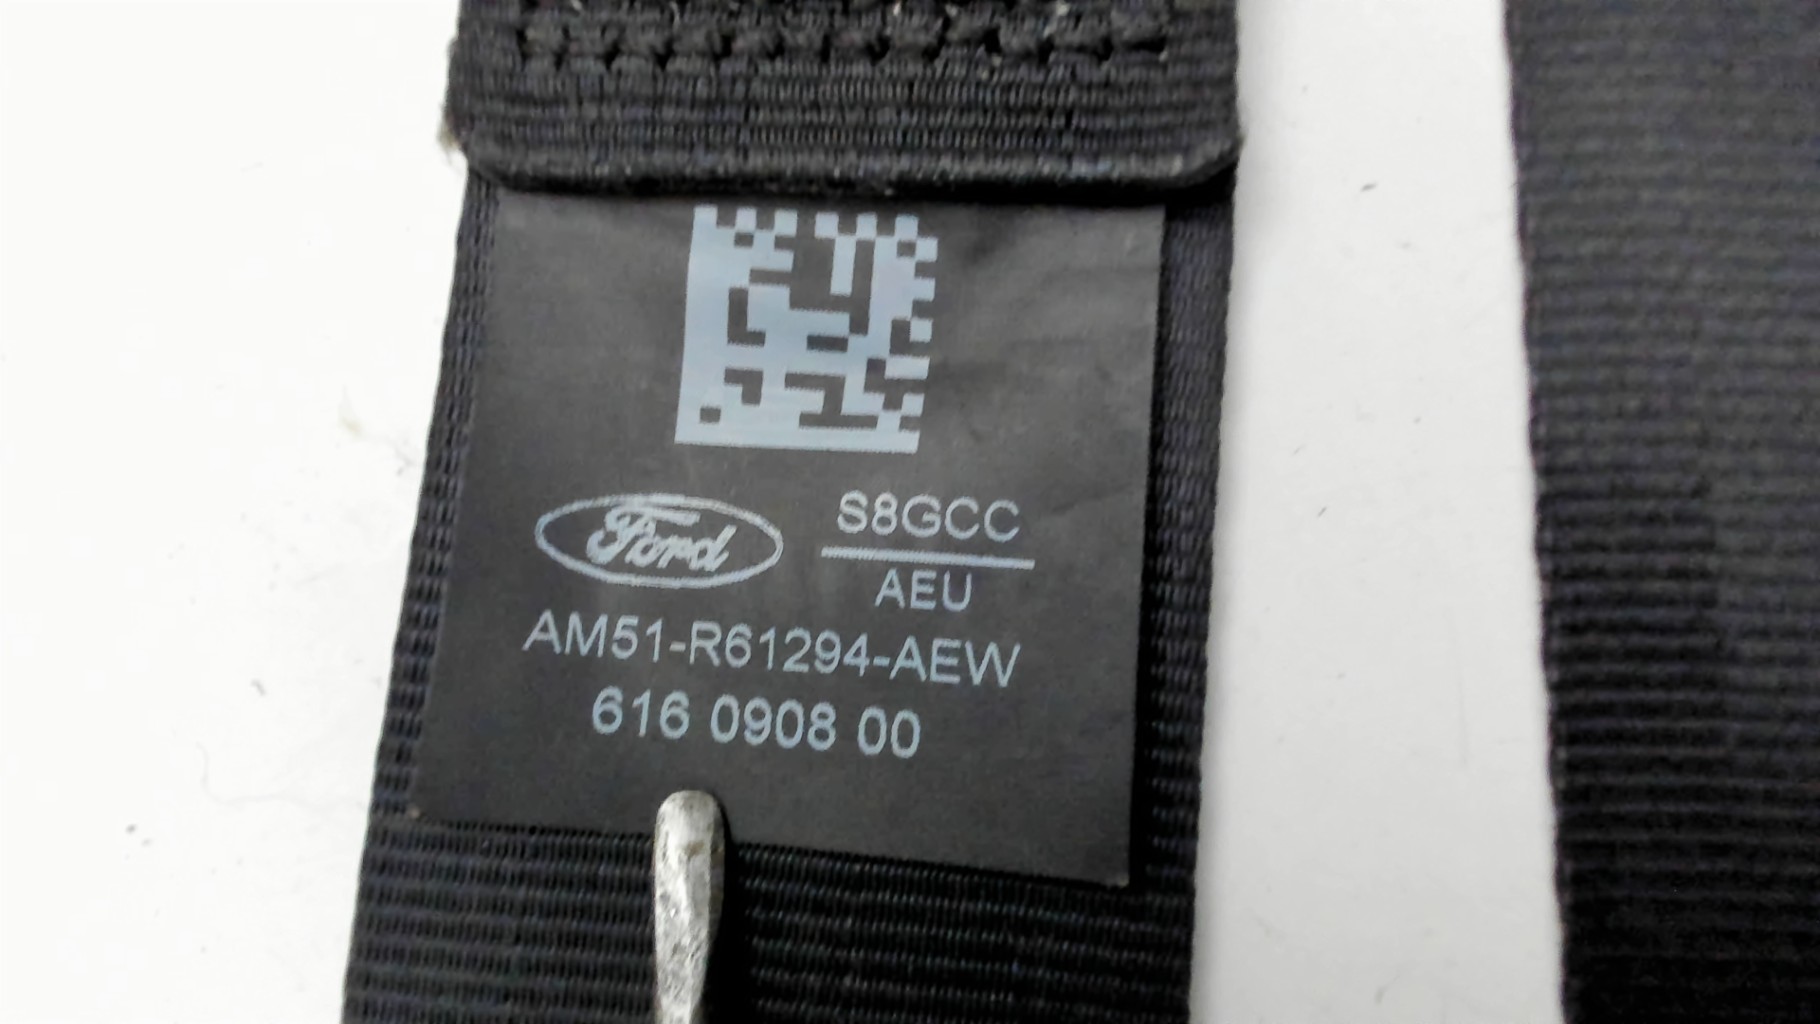 Ford
S8GCC
AEU
AM51-R61294-AEW
616 0908 00